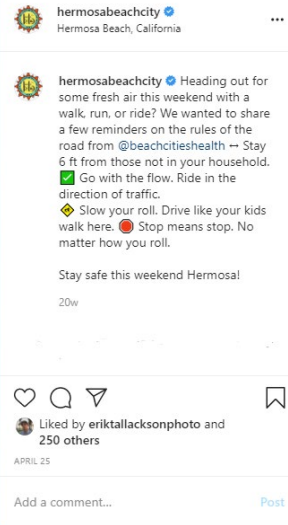 hermosabeachcity
Hermosa Beach, California
hermosabeachcity Heading out for
some fresh air this weekend with a
walk, run, or ride? We wanted to share
a few reminders on the rules of the
road from @beachcitieshealth ↔️ Stay
6 ft from those not in your household.
✅ Go with the flow. Ride in the
direction of traffic.
🚸 Slow your roll. Drive like your kids
walk here. 🛑 Stop means stop. No
matter how you roll.
Stay safe this weekend Hermosa!
20w
Liked by eriktallacksonphoto and
250 others
APRIL 25
Add a comment... Post